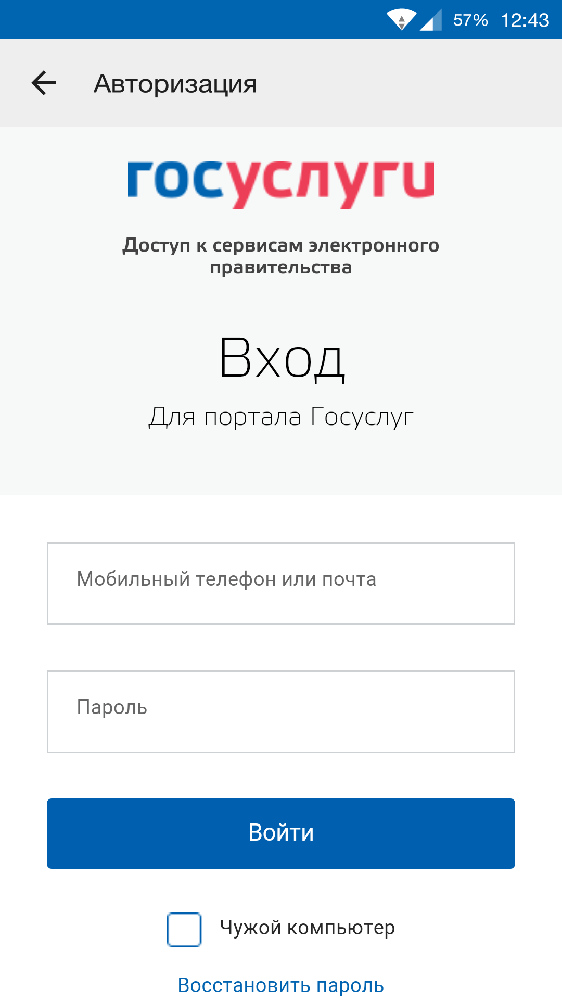 57% 12:43
Авторизация
госуслуги
Доступ к сервисам электронного
правительства
Вход
Для портала Госуслуг
Мобильный телефон или почта
Пароль
Войти
Чужой компьютер
Восстановить пароль